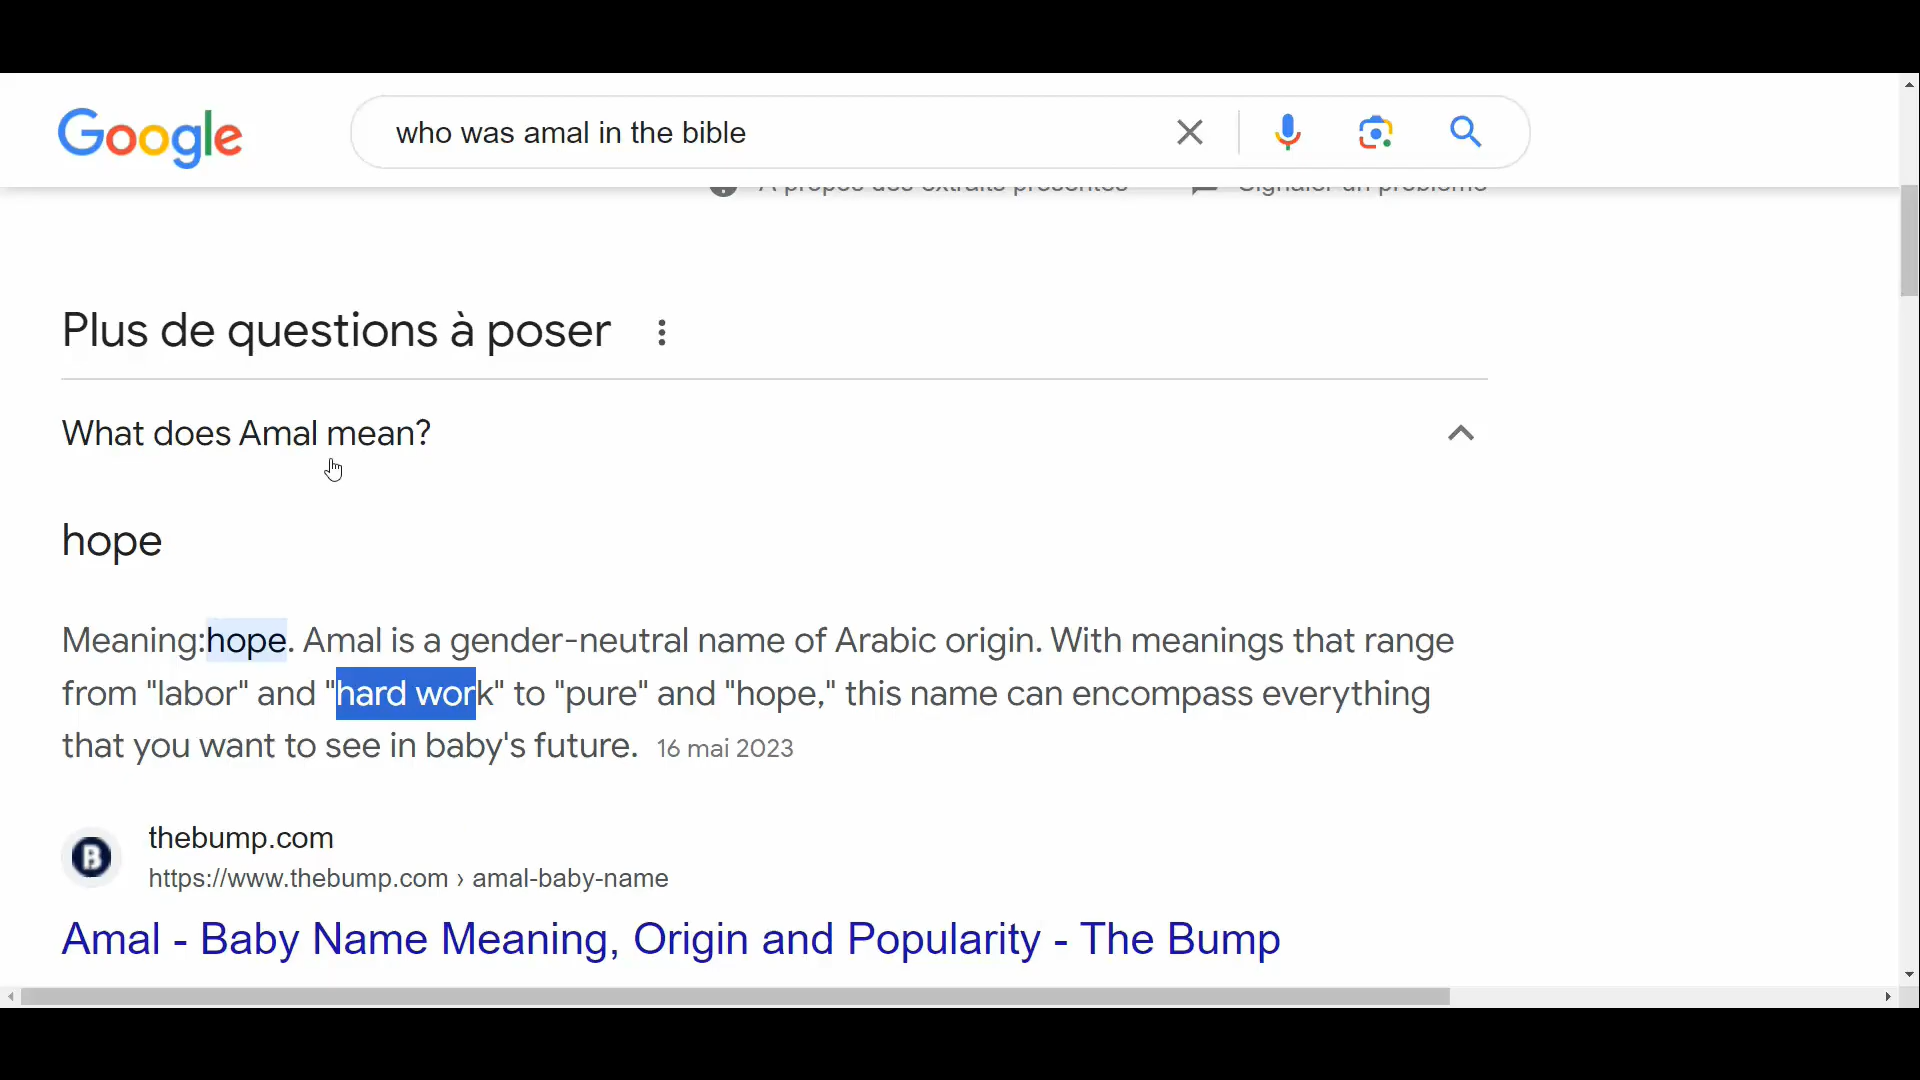 Google
who was amal in the bible
Plus de questions à poser
What does Amal mean?
hope
Meaning:hope. Amal is a gender-neutral name of Arabic origin. With meanings that range
from "labor" and "hard work" to "pure" and "hope," this name can encompass everything
that you want to see in baby's future. 16 mai 2023
B
thebump.com
https://www.thebump.com › amal-baby-name
Amal - Baby Name Meaning, Origin and Popularity - The Bump